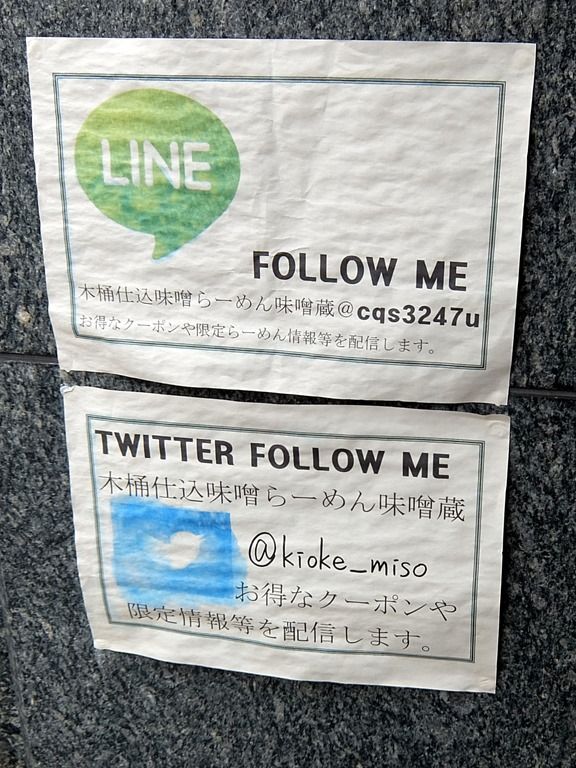 LINE
FOLLOW ME
木桶仕込味噌らーめん味噌蔵@cqs3247u
お得なクーポンや限定らーめん情報等を配信します。
TWITTER FOLLOW ME
木桶仕込味噌らーめん味噌蔵
@kioke_miso
お得なクーポンや
限定情報等を配信します。